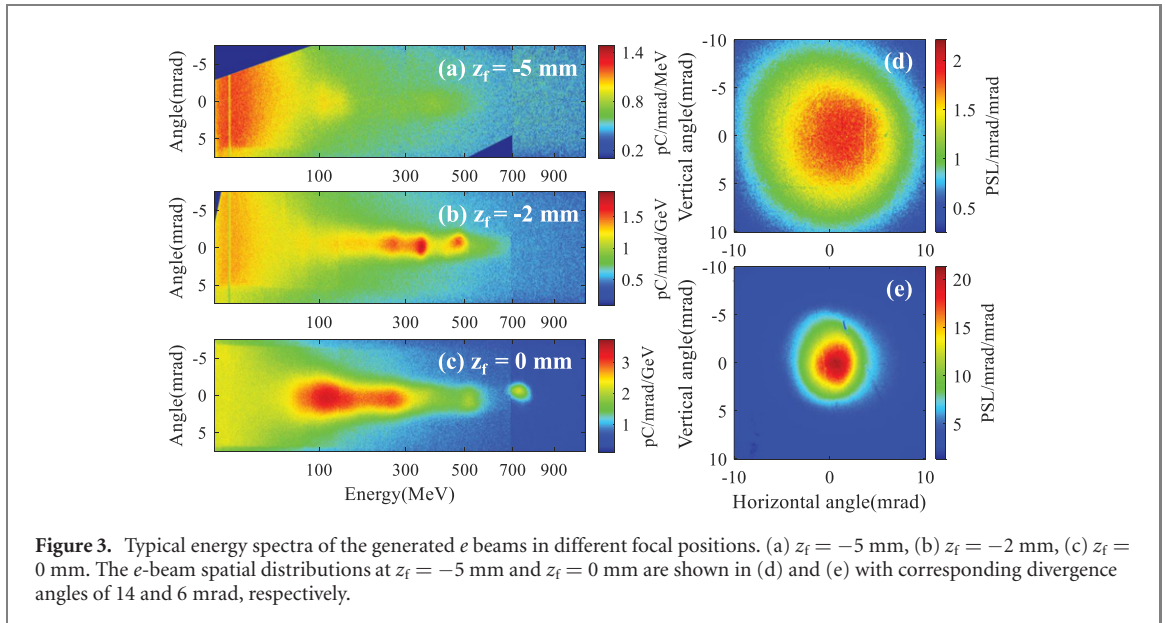 (a) z_f = -5 mm
Angle(mrad)
-5
0
5
100
300
500
700
900
1.4
0.8
0.2
pC/mrad/MeV
(b) z_f = -2 mm
Angle(mrad)
-5
0
5
100
300
500
700
900
1.5
1
0.5
pC/mrad/GeV
(c) z_f = 0 mm
Angle(mrad)
-5
0
5
100
300
500
700
900
Energy(MeV)
3
2
1
pC/mrad/GeV
(d)
Vertical angle(mrad)
-10
-5
0
5
10
-10
0
10
2
1.5
1
0.5
PSL/mrad/mrad
(e)
Vertical angle(mrad)
-10
-5
0
5
10
-10
0
10
Horizontal angle(mrad)
20
15
10
5
PSL/mrad/mrad
Figure 3. Typical energy spectra of the generated e beams in different focal positions. (a) z_f = −5 mm, (b) z_f = −2 mm, (c) z_f =
0 mm. The e-beam spatial distributions at z_f = −5 mm and z_f = 0 mm are shown in (d) and (e) with corresponding divergence
angles of 14 and 6 mrad, respectively.